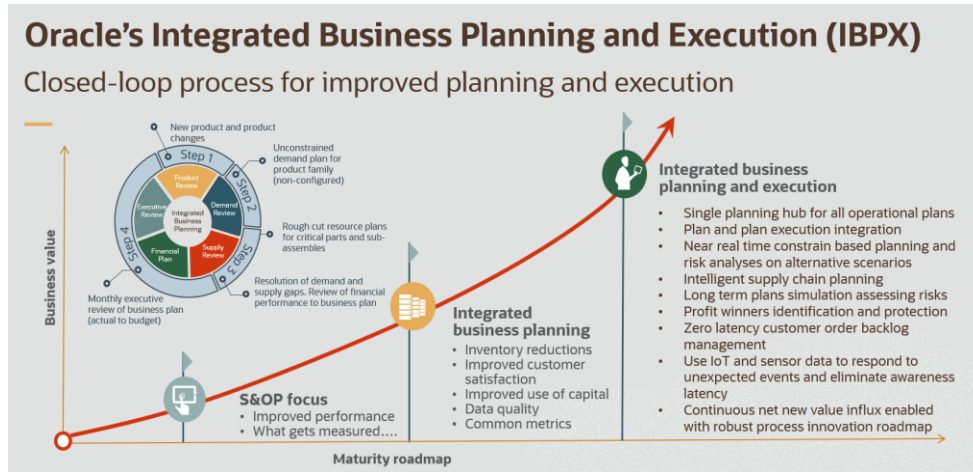 Oracle's Integrated Business Planning and Execution (IBPX)
Closed-loop process for improved planning and execution
New product and product
changes
Unconstrained
demand plan for
product family
(non-configured)
Rough cut resource plans
for critical parts and sub-
assembles
Resolution of demand and
supply gaps. Review of financial
performance to business plan
Monthly executive
review of business plan
(actual to budget)
Step 1
Step 2
Step 3
Step 4
Product
Review
Demand
Review
Supply
Review
Financial
Plan
Executive
Review
Integrated
Business
Planning
Business value
S&OP focus
• Improved performance
• What gets measured....
Integrated
business planning
• Inventory reductions
• Improved customer
satisfaction
• Improved use of capital
• Data quality
• Common metrics
Integrated business
planning and execution
• Single planning hub for all operational plans
• Plan and plan execution integration
• Near real time constrain based planning and
risk analyses on alternative scenarios
• Intelligent supply chain planning
• Long term plans simulation assessing risks
• Profit winners identification and protection
• Zero latency customer order backlog
management
• Use IoT and sensor data to respond to
unexpected events and eliminate awareness
latency
• Continuous net new value influx enabled
with robust process innovation roadmap
Maturity roadmap